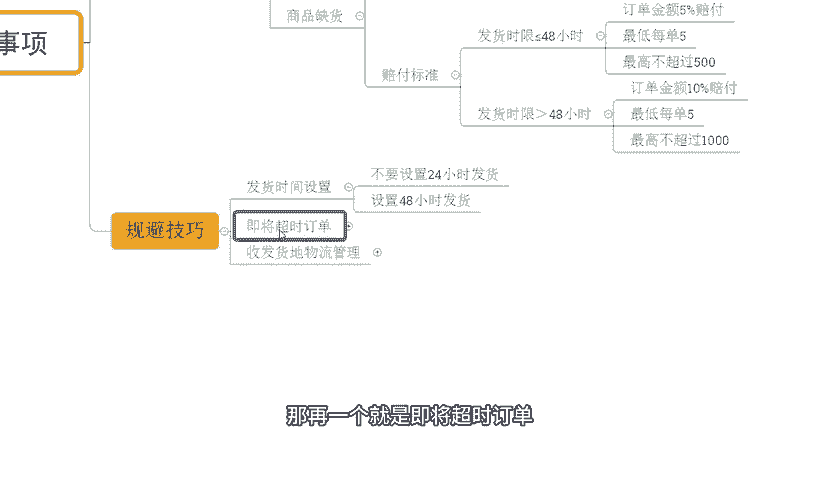 商品缺货
订单金额5%赔付
发货时限≤48小时
最低每单5
最高不超过500
事项
赔付标准
订单金额10%赔付
发货时限＞48小时
最低每单5
最高不超过1000
发货时间设置
不要设置24小时发货
设置48小时发货
规避技巧
即将超时订单
收发货地物流管理
那再一个就是即将超时订单